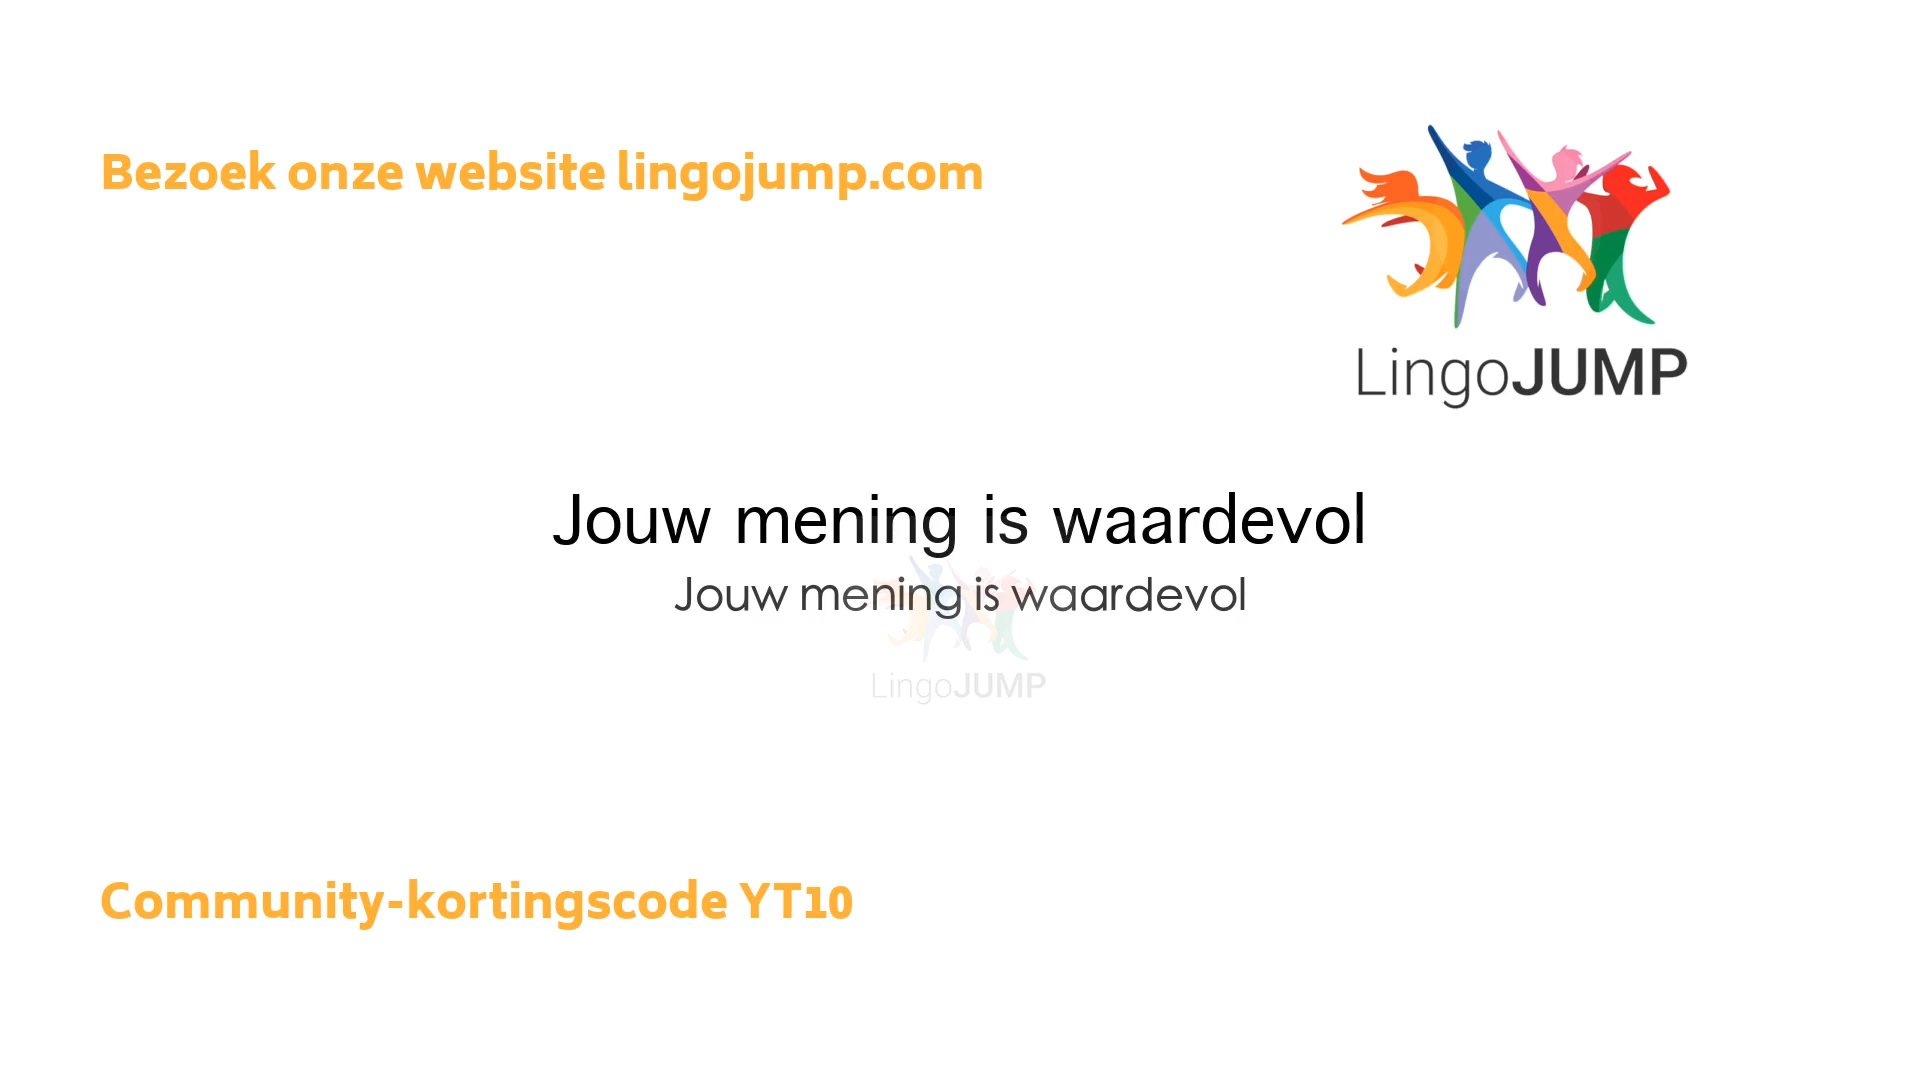 Bezoek onze website lingojump.com
LingoJUMP
Jouw mening is waardevol
Jouw mening is waardevol
LingoJUMP
Community-kortingscode YT10